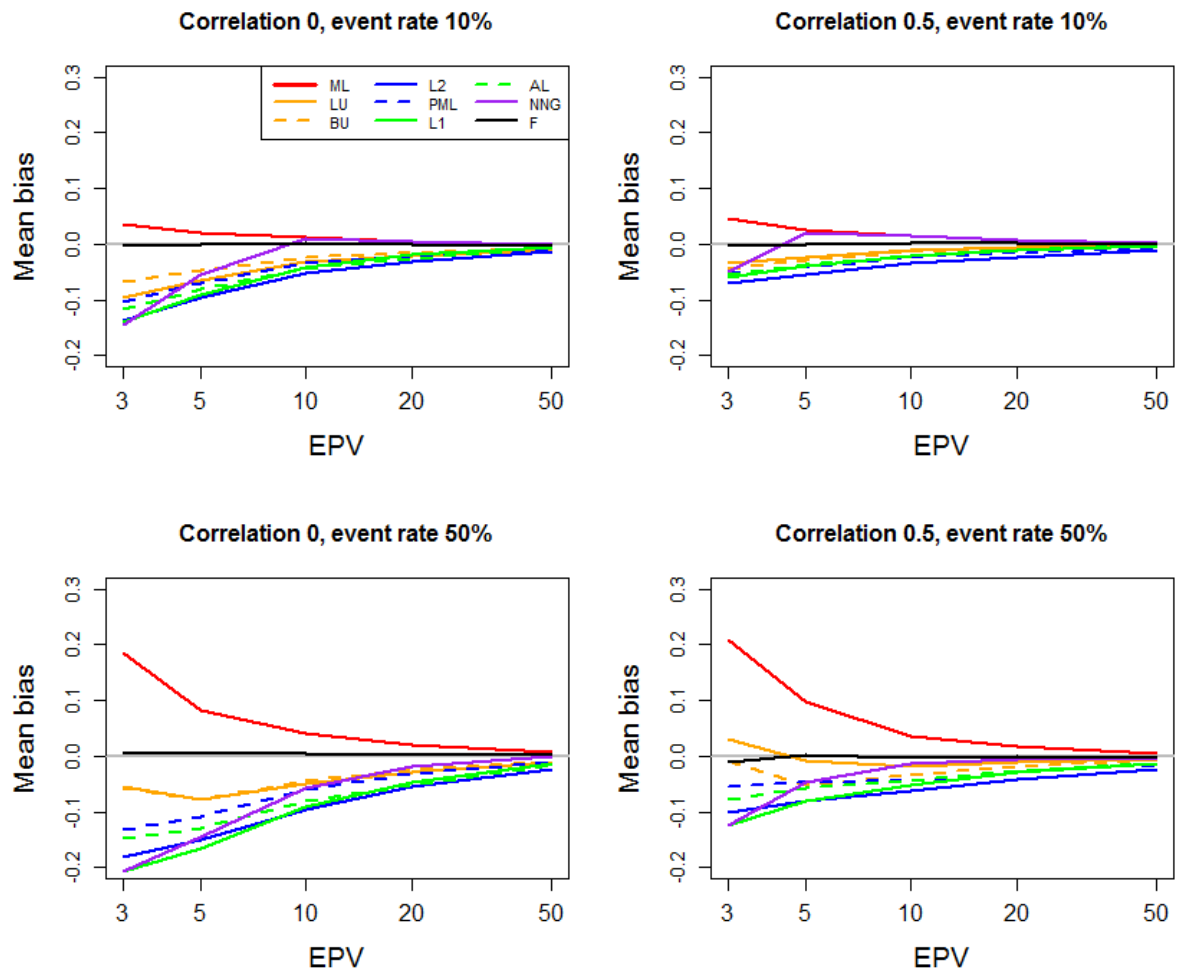 Correlation 0, event rate 10%
Correlation 0.5, event rate 10%
ML L2 AL
LU PML NNG
BU L1 F
Mean bias
0.3
0.2
0.1
0.0
-0.1
-0.2
3 5 10 20 50
EPV
Mean bias
0.3
0.2
0.1
0.0
-0.1
-0.2
3 5 10 20 50
EPV
Correlation 0, event rate 50%
Correlation 0.5, event rate 50%
Mean bias
0.3
0.2
0.1
0.0
-0.1
-0.2
3 5 10 20 50
EPV
Mean bias
0.3
0.2
0.1
0.0
-0.1
-0.2
3 5 10 20 50
EPV